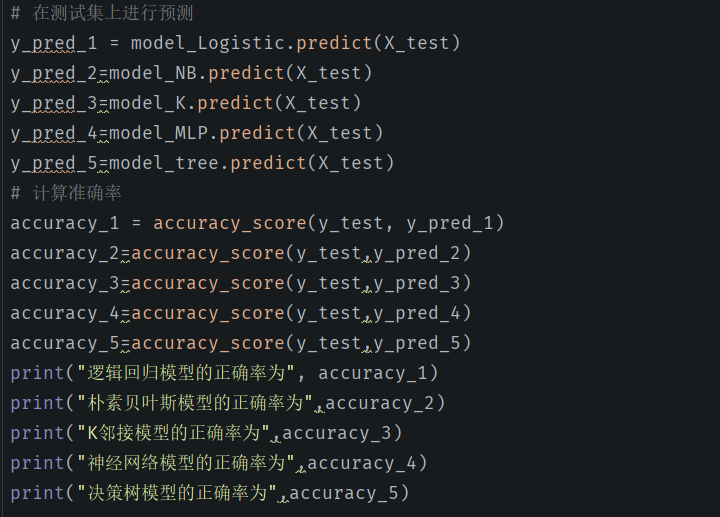 # 在测试集上进行预测
y_pred_1 = model_Logistic.predict(X_test)
y_pred_2=model_NB.predict(X_test)
y_pred_3=model_K.predict(X_test)
y_pred_4=model_MLP.predict(X_test)
y_pred_5=model_tree.predict(X_test)
# 计算准确率
accuracy_1 = accuracy_score(y_test, y_pred_1)
accuracy_2=accuracy_score(y_test,y_pred_2)
accuracy_3=accuracy_score(y_test,y_pred_3)
accuracy_4=accuracy_score(y_test,y_pred_4)
accuracy_5=accuracy_score(y_test,y_pred_5)
print("逻辑回归模型的正确率为", accuracy_1)
print("朴素贝叶斯模型的正确率为",accuracy_2)
print("K邻接模型的正确率为",accuracy_3)
print("神经网络模型的正确率为",accuracy_4)
print("决策树模型的正确率为",accuracy_5)